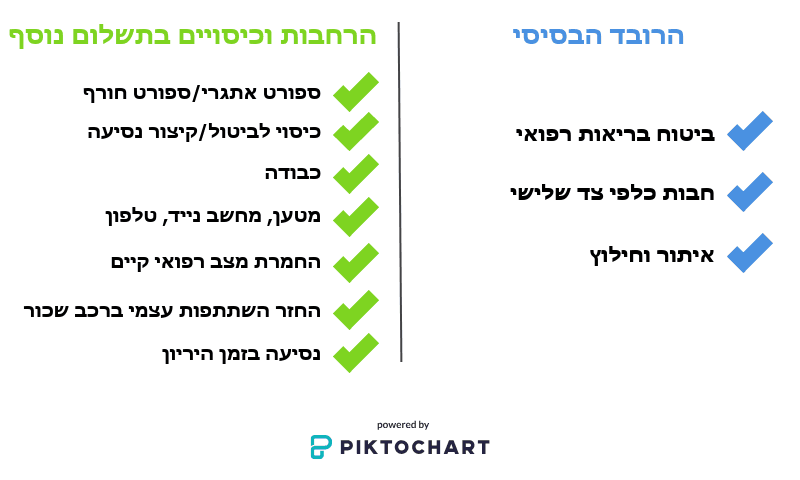 הרובד הבסיסי
ביטוח בריאות רפואי
חבות כלפי צד שלישי
איתור וחילוץ
הרחבות וכיסויים בתשלום נוסף
ספורט אתגרי/ספורט חורף
כיסוי לביטול/קיצור נסיעה
כבודה
מטען, מחשב נייד, טלפון
החמרת מצב רפואי קיים
החזר השתתפות עצמי ברכב שכור
נסיעה בזמן היריון
powered by
PIKTOCHART